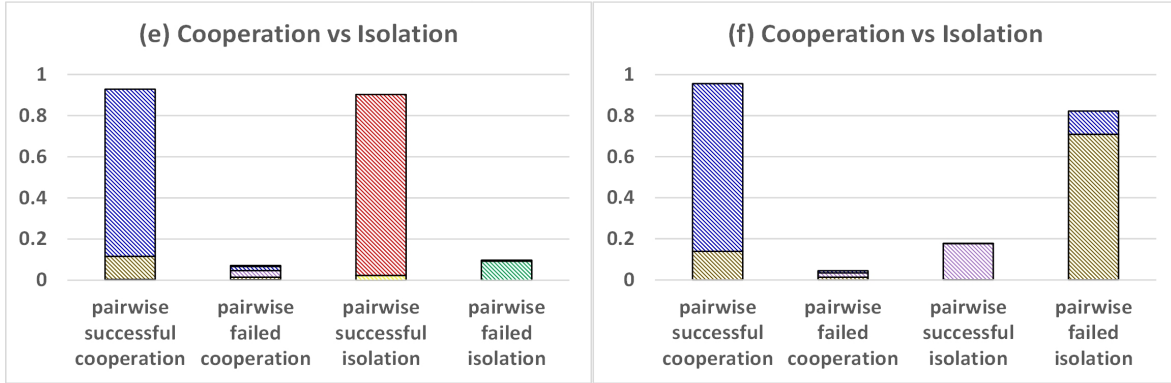 (e) Cooperation vs Isolation
1
0.8
0.6
0.4
0.2
0
pairwise successful cooperation
pairwise failed cooperation
pairwise successful isolation
pairwise failed isolation
(f) Cooperation vs Isolation
1
0.8
0.6
0.4
0.2
0
pairwise successful cooperation
pairwise failed cooperation
pairwise successful isolation
pairwise failed isolation